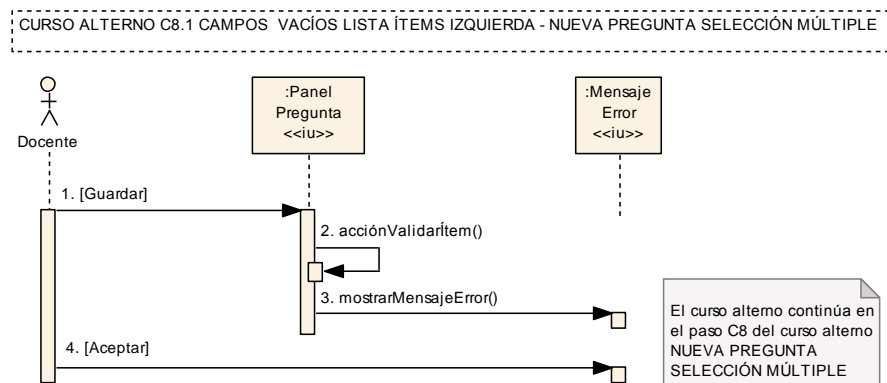 CURSO ALTERNO C8.1 CAMPOS  VACÍOS LISTA ÍTEMS IZQUIERDA - NUEVA PREGUNTA SELECCIÓN MÚLTIPLE
Docente
:Panel
Pregunta
<<iu>>
:Mensaje
Error
<<iu>>
1. [Guardar]
2. acciónValidarÍtem()
3. mostrarMensajeError()
4. [Aceptar]
El curso alterno continúa en
el paso C8 del curso alterno
NUEVA PREGUNTA
SELECCIÓN MÚLTIPLE